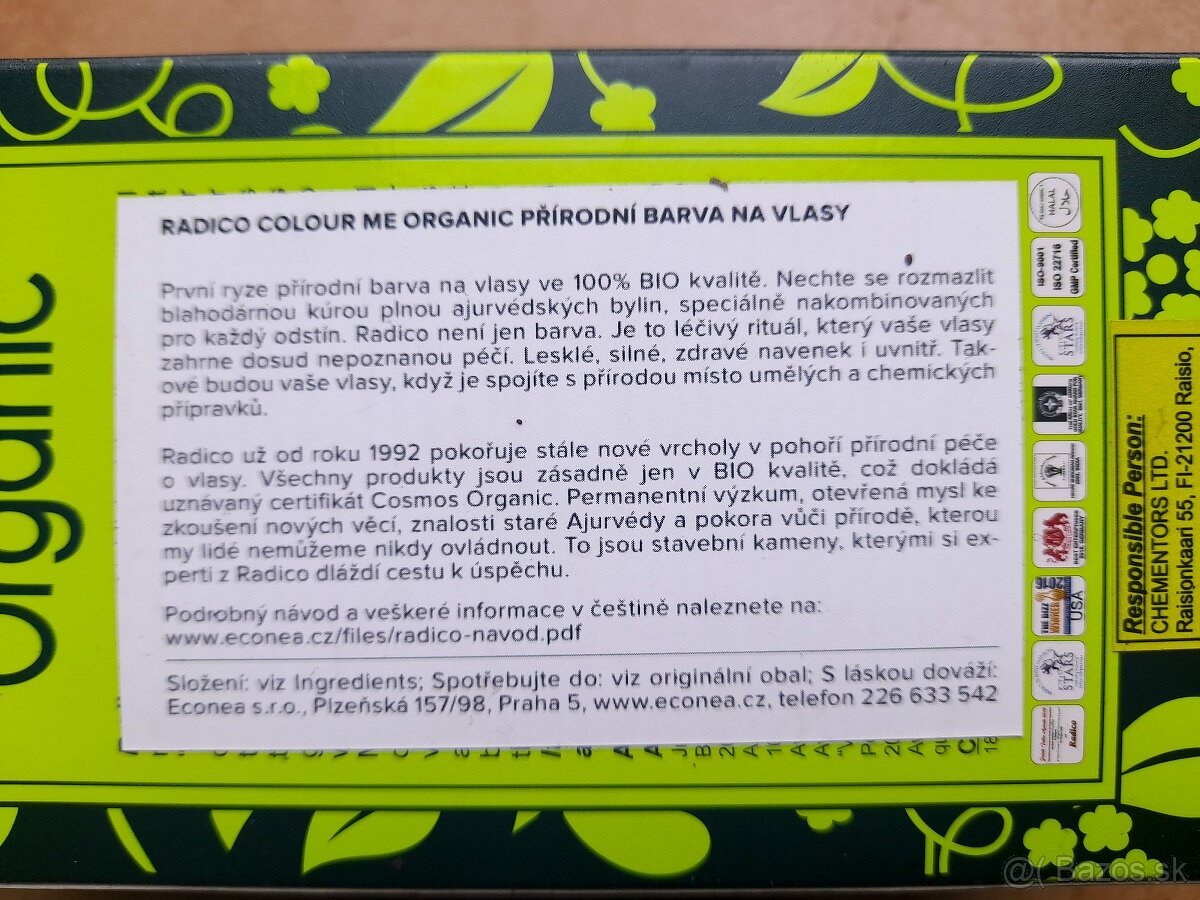 RADICO COLOUR ME ORGANIC PŘÍRODNÍ BARVA NA VLASY
První ryze přírodní barva na vlasy ve 100% BIO kvalitě. Nechte se rozmazlit
blahodárnou kúrou plnou ajurvédských bylin, speciálně nakombinovaných
pro každý odstín. Radico není jen barva. Je to léčivý rituál, který vaše vlasy
zahrne dosud nepoznanou péčí. Lesklé, silné, zdravé navenek i uvnitř. Tak-
ové budou vaše vlasy, když je spojíte s přírodou místo umělých a chemických
přípravků.
Radico už od roku 1992 pokořuje stále nové vrcholy v pohoří přírodní péče
o vlasy. Všechny produkty jsou zásadně jen v BIO kvalitě, což dokládá
uznávaný certifikát Cosmos Organic. Permanentní výzkum, otevřená mysl ke
zkoušení nových věcí, znalosti staré Ajurvédy a pokora vůči přírodě, kterou
my lidé nemůžeme nikdy ovládnout. To jsou stavební kameny, kterými si ex-
perti z Radico dláždí cestu k úspěchu.
Podrobný návod a veškeré informace v češtině naleznete na:
www.econea.cz/files/radico-navod.pdf
Složení: viz Ingredients; Spotřebujte do: viz originální obal; S láskou dováží:
Econea s.r.o., Plzeňská 157/98, Praha 5, www.econea.cz, telefon 226 633 542
organic
HALAL
ISO-9001
ISO 22716
GMP Certified
STARS
2016
USA
STARS
Radico
Responsible Person:
CHEMENTORS LTD.
Raisionkaari 55, FI-21200 Raisio,
@( Bazos.sk